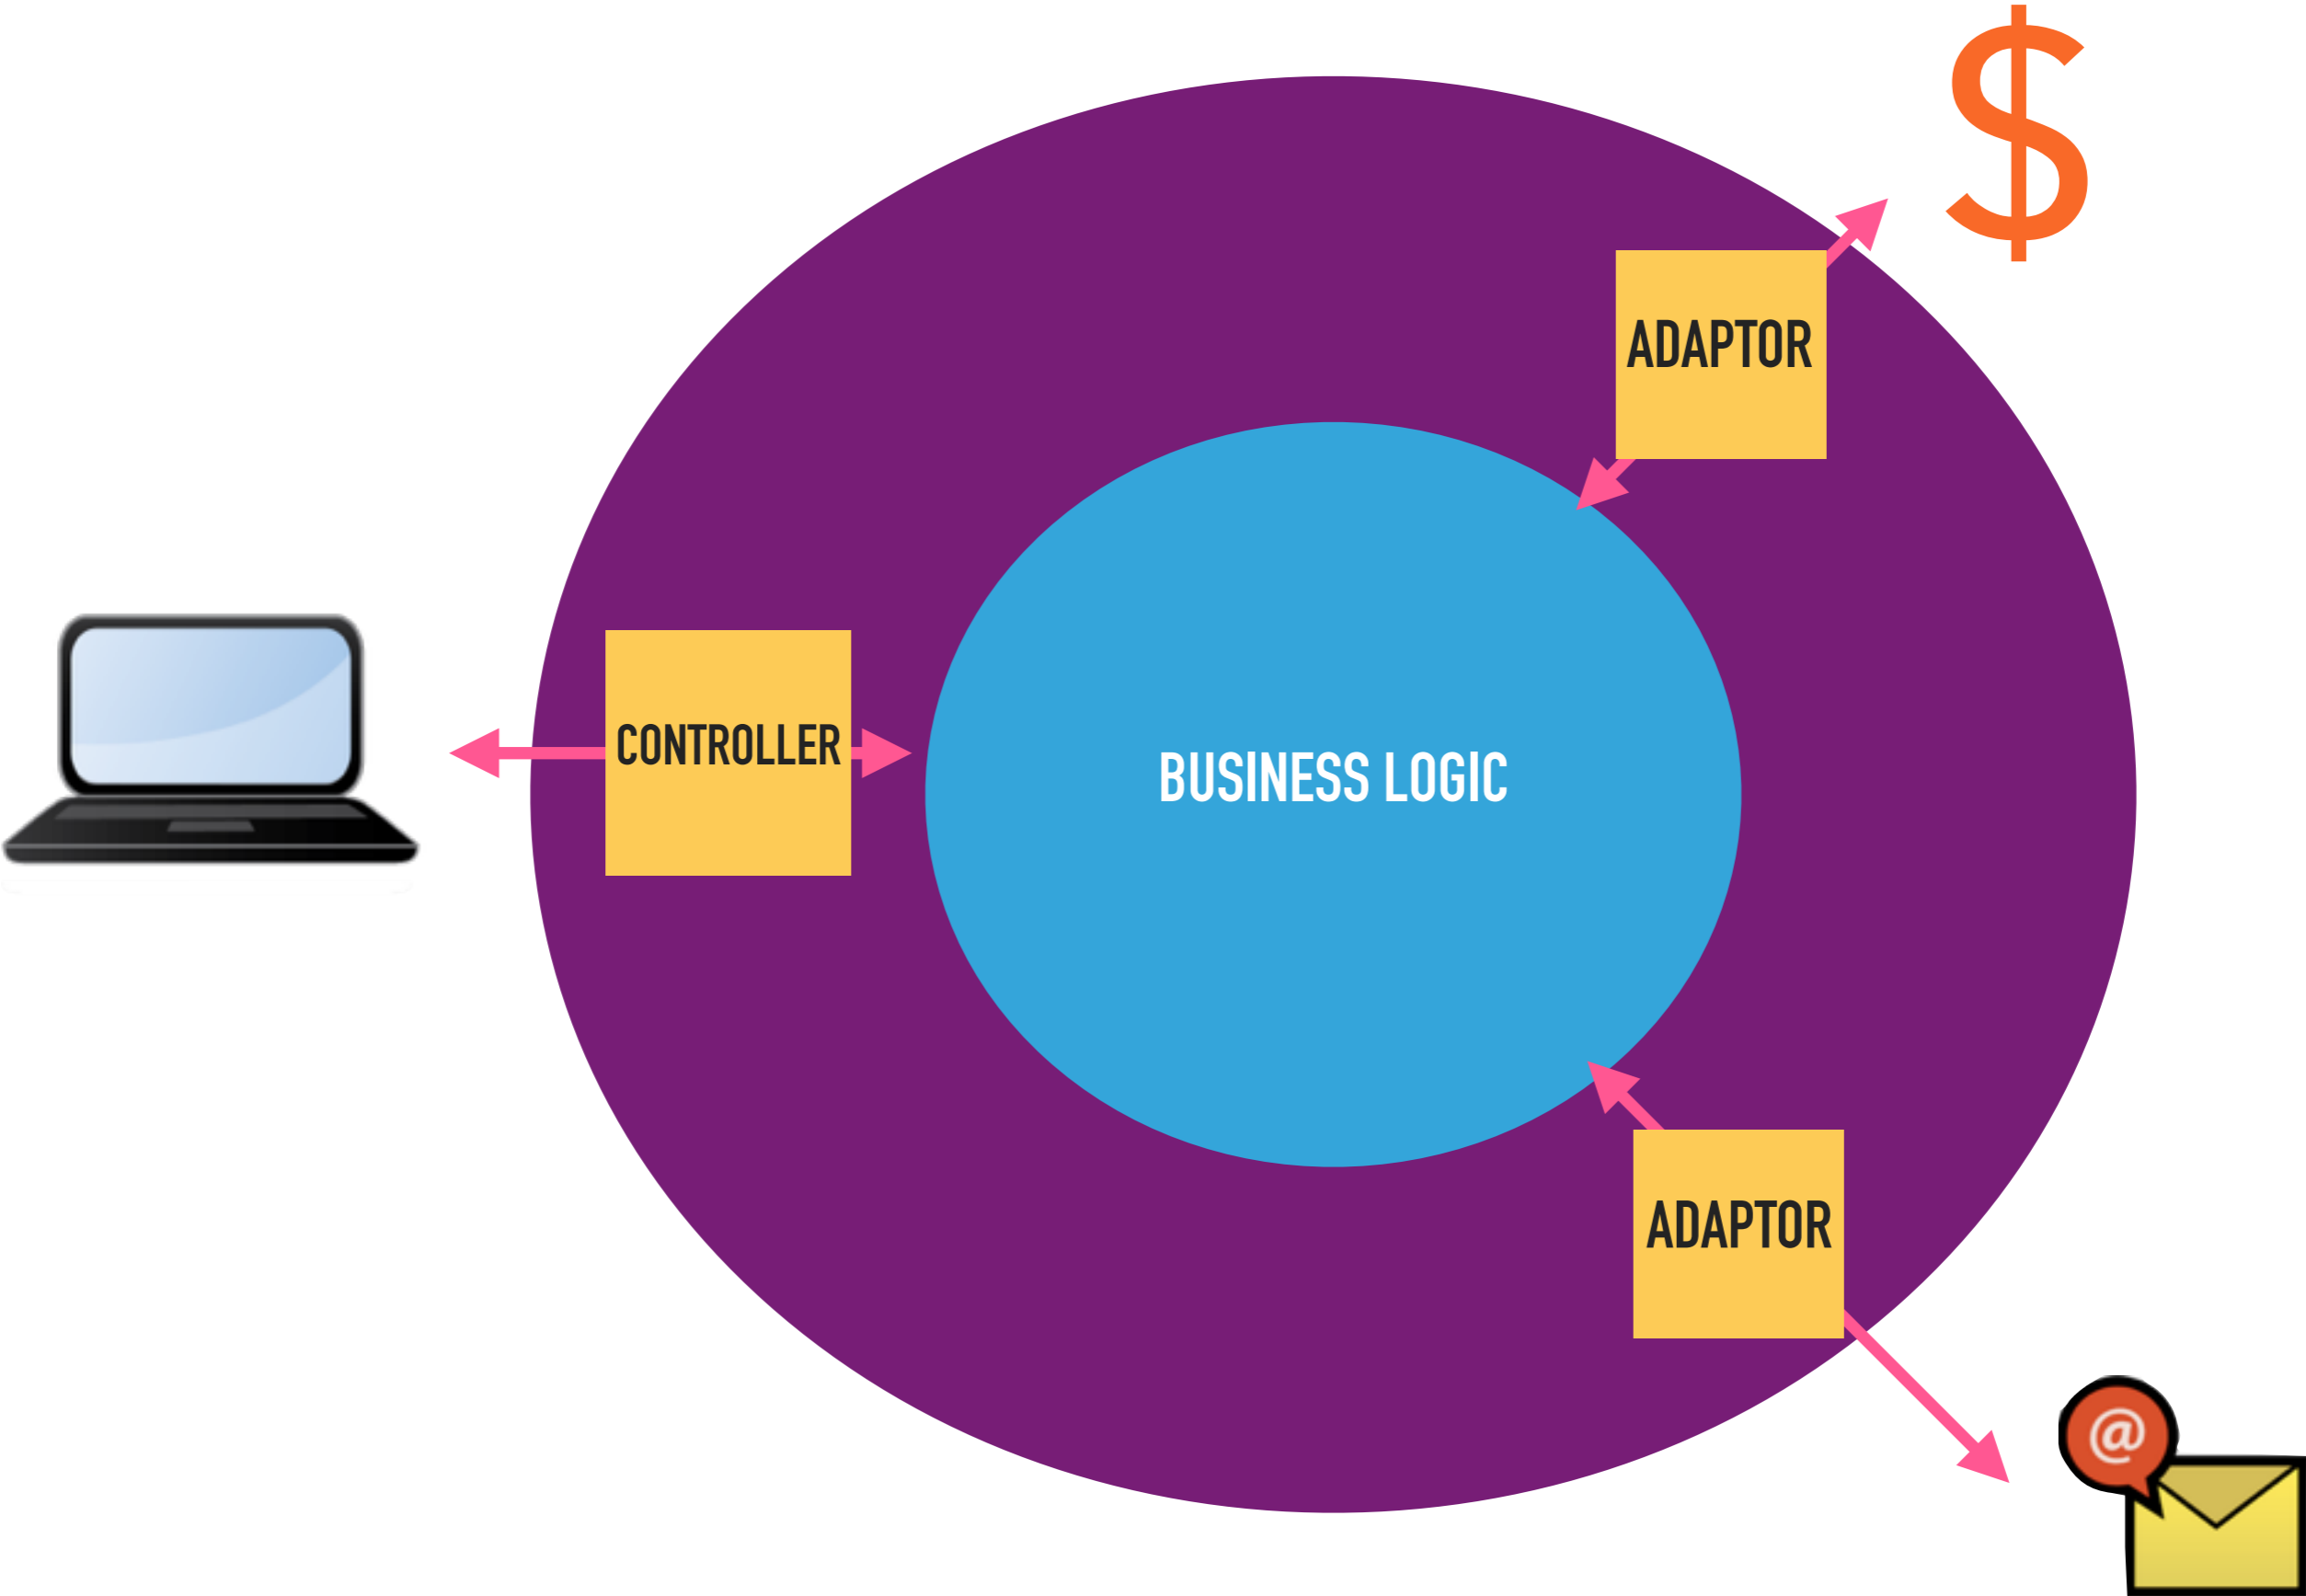 $
ADAPTOR
CONTROLLER
BUSINESS LOGIC
ADAPTOR
@